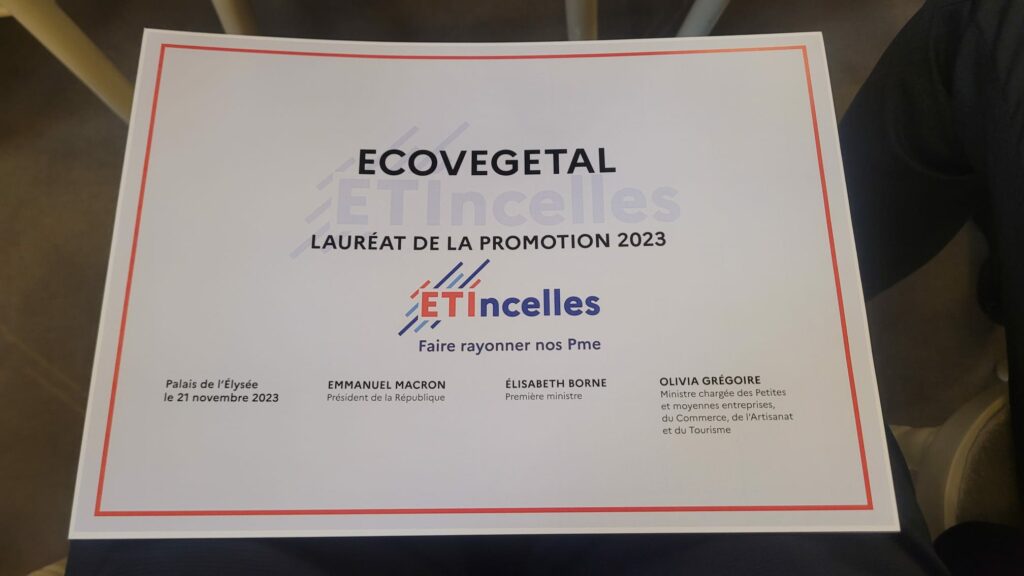 ECOVEGETAL
ETIncelles
LAURÉAT DE LA PROMOTION 2023
ETIncelles
Faire rayonner nos Pme
Palais de l'Élysée
le 21 novembre 2023
EMMANUEL MACRON
Président de la République
ÉLISABETH BORNE
Première ministre
OLIVIA GRÉGOIRE
Ministre chargée des Petites
et moyennes entreprises,
du Commerce, de l'Artisanat
et du Tourisme